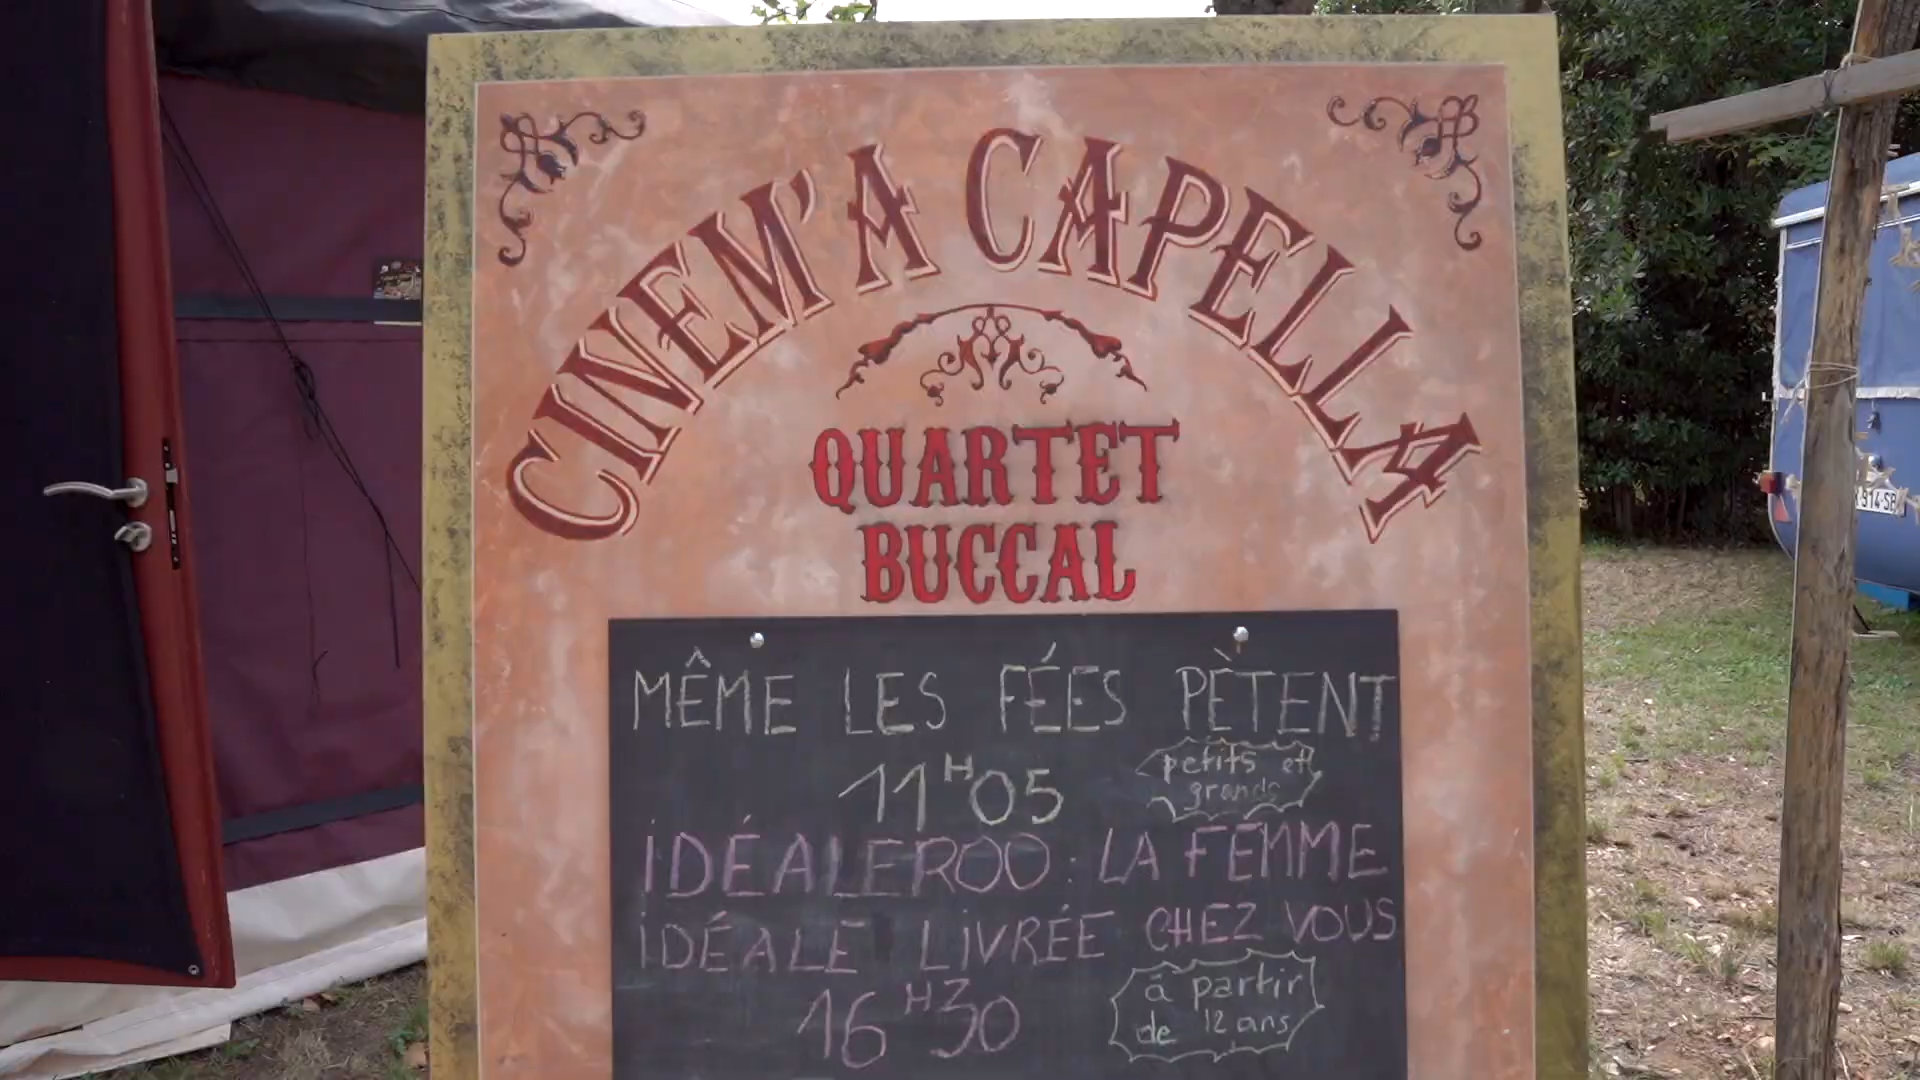 CINEM'A CAPELLA
QUARTET
BUCCAL
MÊME LES FÉES PÈTENT
11H05
petits et
grands
IDÉALEROO : LA FEMME
IDÉALE LIVRÉE CHEZ VOUS
16H30
à partir
de 12 ans